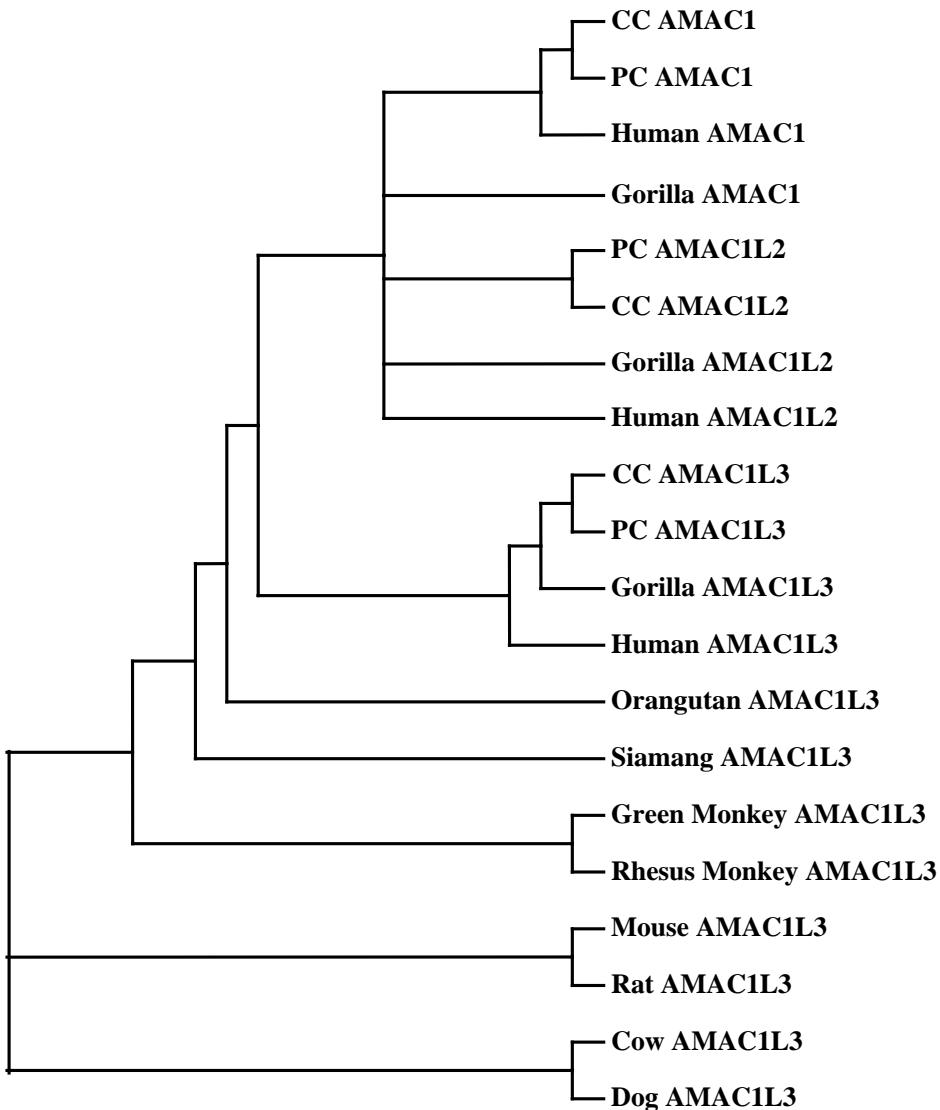 CC AMAC1
PC AMAC1
Human AMAC1
Gorilla AMAC1
PC AMAC1L2
CC AMAC1L2
Gorilla AMAC1L2
Human AMAC1L2
CC AMAC1L3
PC AMAC1L3
Gorilla AMAC1L3
Human AMAC1L3
Orangutan AMAC1L3
Siamang AMAC1L3
Green Monkey AMAC1L3
Rhesus Monkey AMAC1L3
Mouse AMAC1L3
Rat AMAC1L3
Cow AMAC1L3
Dog AMAC1L3